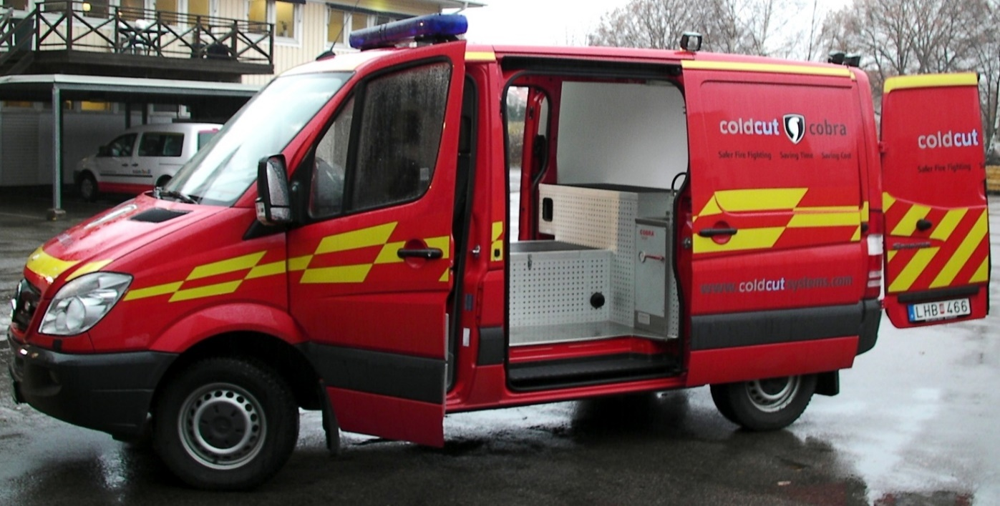 coldcut cobra
Safer Fire Fighting Saving Time Saving Cost
www.coldcutsystems.com
COBRA
coldcut
Safer Fire Fighting
LHB 466